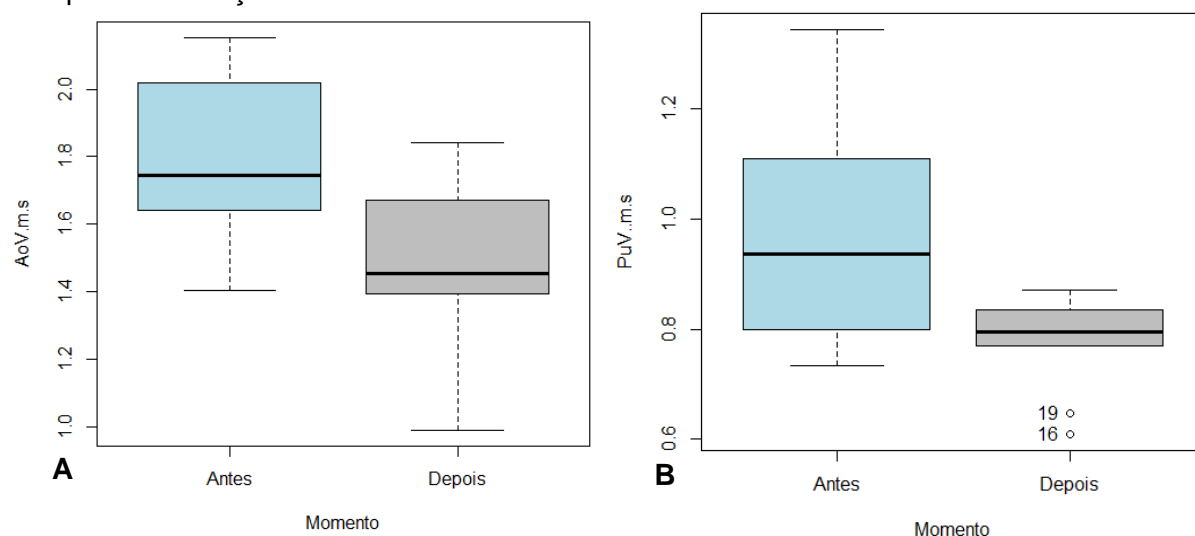 AoV.m.s
2.0
1.8
1.6
1.4
1.2
1.0
A
Antes
Depois
Momento
PuV..m.s
1.2
1.0
0.8
0.6
19
16
B
Antes
Depois
Momento